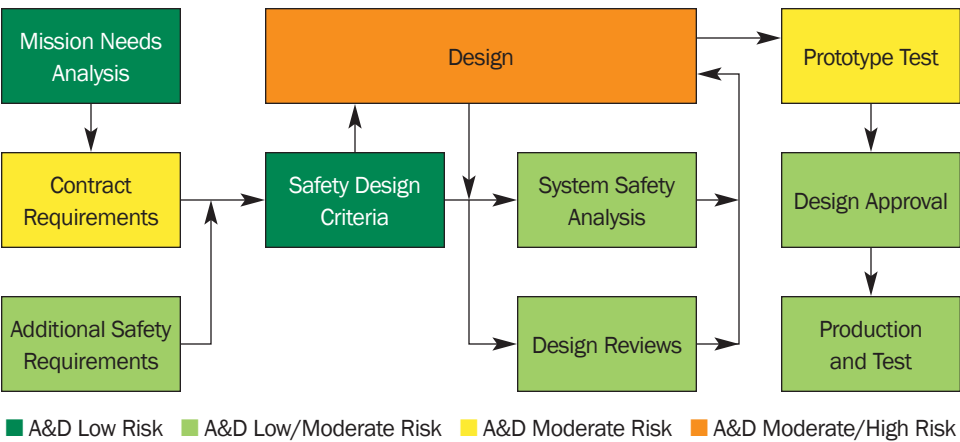 Mission Needs
Analysis
Design
Prototype Test
Contract
Requirements
Safety Design
Criteria
System Safety
Analysis
Design Approval
Additional Safety
Requirements
Design Reviews
Production
and Test
A&D Low Risk
A&D Low/Moderate Risk
A&D Moderate Risk
A&D Moderate/High Risk